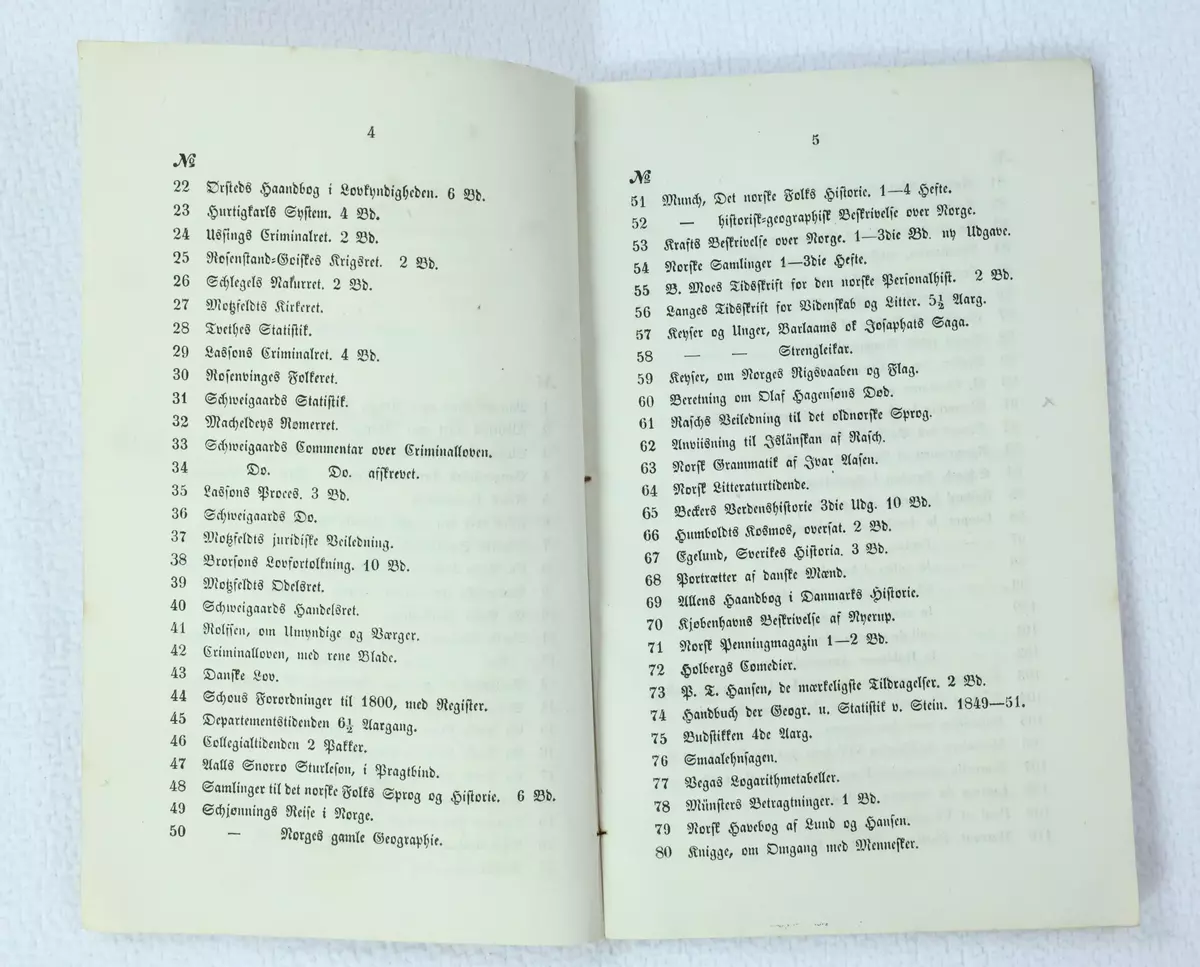 4
№
22 Ørsteds Haandbog i Lovkyndigheden. 6 Bd.
23 Hurtigkarls System. 4 Bd.
24 Ussings Criminalret. 2 Bd.
25 Rosenstand-Goiskes Krigsret. 2 Bd.
26 Schlegels Naturret. 2 Bd.
27 Motzfeldts Kirkeret.
28 Tvethes Statistik.
29 Lassons Criminalret. 4 Bd.
30 Rosenvinges Folkeret.
31 Schweigaards Statistik.
32 Macheldeys Romerret.
33 Schweigaards Commentar over Criminalloven.
34 Do. Do. afskrevet.
35 Lassons Proces. 3 Bd.
36 Schweigaards Do.
37 Motzfeldts juridiske Veiledning.
38 Brorsons Lovfortolkning. 10 Bd.
39 Motzfeldts Odelsret.
40 Schweigaards Handelsret.
41 Rolfsen, om Umyndige og Værger.
42 Criminalloven, med rene Blade.
43 Danske Lov.
44 Schous Forordninger til 1800, med Register.
45 Departementstidenden 6½ Aargang.
46 Collegialtidenden 2 Pakker.
47 Aalls Snorro Sturleson, i Pragtbind.
48 Samlinger til det norske Folks Sprog og Historie. 6 Bd.
49 Schjønnings Reise i Norge.
50 — Norges gamle Geographie.
5
№
51 Munch, Det norske Folks Historie. 1—4 Hefte.
52 — historisk-geographisk Beskrivelse over Norge.
53 Krafts Beskrivelse over Norge. 1—3die Bd. ny Udgave.
54 Norske Samlinger 1—3die Hefte.
55 B. Moes Tidsskrift for den norske Personalhist. 2 Bd.
56 Langes Tidsskrift for Videnskab og Litter. 5½ Aarg.
57 Keyser og Unger, Barlaams ok Josaphats Saga.
58 — — Strengleikar.
59 Keyser, om Norges Rigsvaaben og Flag.
60 Beretning om Olaf Hagensøns Død.
61 Raschs Veiledning til det oldnorske Sprog.
62 Anviisning til Isländskan af Rasch.
63 Norsk Grammatik af Ivar Aasen.
64 Norsk Litteraturtidende.
65 Beckers Verdenshistorie 3die Udg. 10 Bd.
66 Humboldts Kosmos, oversat. 2 Bd.
67 Egelund, Sverikes Historia. 3 Bd.
68 Portrætter af danske Mænd.
69 Allens Haandbog i Danmarks Historie.
70 Kjøbenhavns Beskrivelse af Nyerup.
71 Norsk Penningmagazin 1—2 Bd.
72 Holbergs Comedier.
73 P. T. Hansen, de mærkeligste Tildragelser. 2 Bd.
74 Handbuch der Geogr. u. Statistik v. Stein. 1849—51.
75 Budstikken 4de Aarg.
76 Smaalehnsagen.
77 Vegas Logarithmetabeller.
78 Münsters Betragtninger. 1 Bd.
79 Norsk Havebog af Lund og Hansen.
80 Knigge, om Omgang med Mennesker.